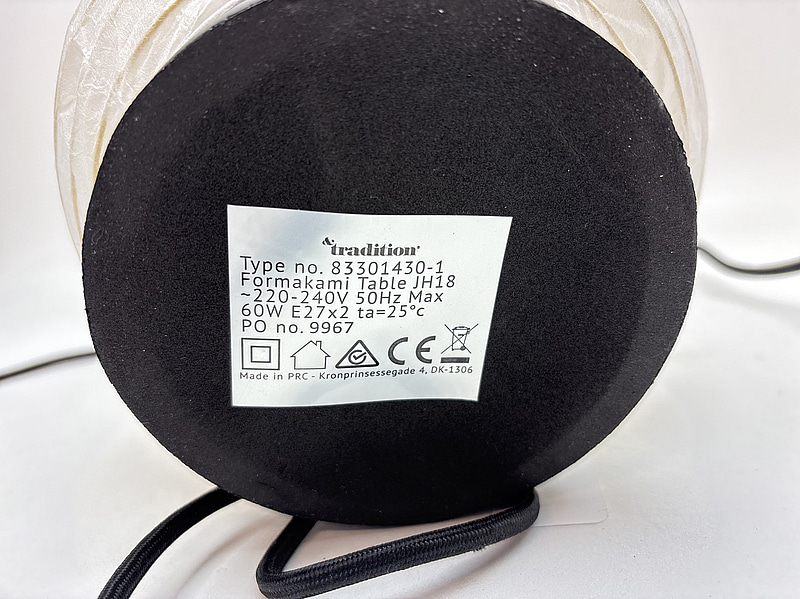 &tradition®
Type no. 83301430-1
Formakami Table JH18
~220-240V 50Hz Max
60W E27x2 ta=25°c
PO no. 9967
CE
Made in PRC - Kronprinsessegade 4, DK-1306